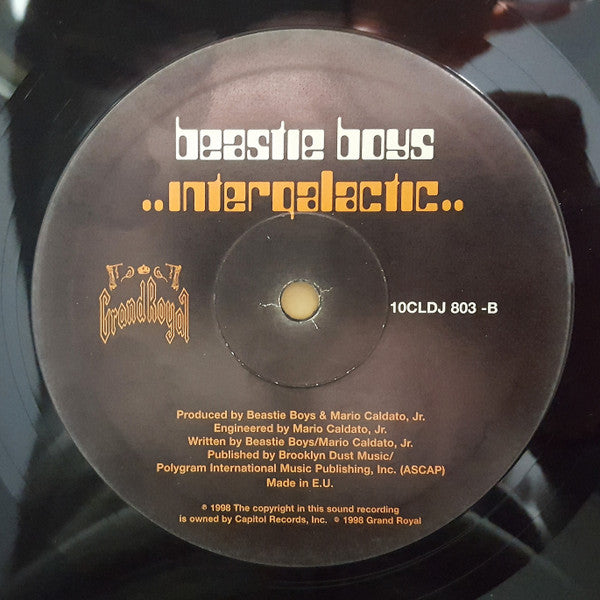 beastie boys
..intergalactic..
Grand Royal
10CLDJ 803 -B
Produced by Beastie Boys & Mario Caldato, Jr.
Engineered by Mario Caldato, Jr.
Written by Beastie Boys/Mario Caldato, Jr.
Published by Brooklyn Dust Music/
Polygram International Music Publishing, Inc. (ASCAP)
Made in E.U.
℗ 1998 The copyright in this sound recording
is owned by Capitol Records, Inc. © 1998 Grand Royal